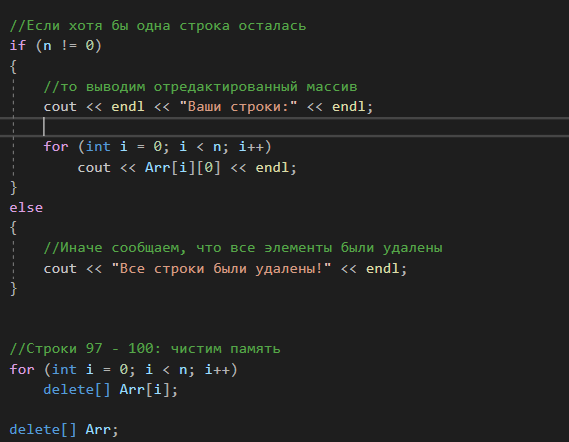 //Если хотя бы одна строка осталась
if (n != 0)
{
//то выводим отредактированный массив
cout << endl << "Ваши строки:" << endl;
for (int i = 0; i < n; i++)
cout << Arr[i][0] << endl;
}
else
{
//Иначе сообщаем, что все элементы были удалены
cout << "Все строки были удалены!" << endl;
}
//Строки 97 - 100: чистим память
for (int i = 0; i < n; i++)
delete[] Arr[i];
delete[] Arr;